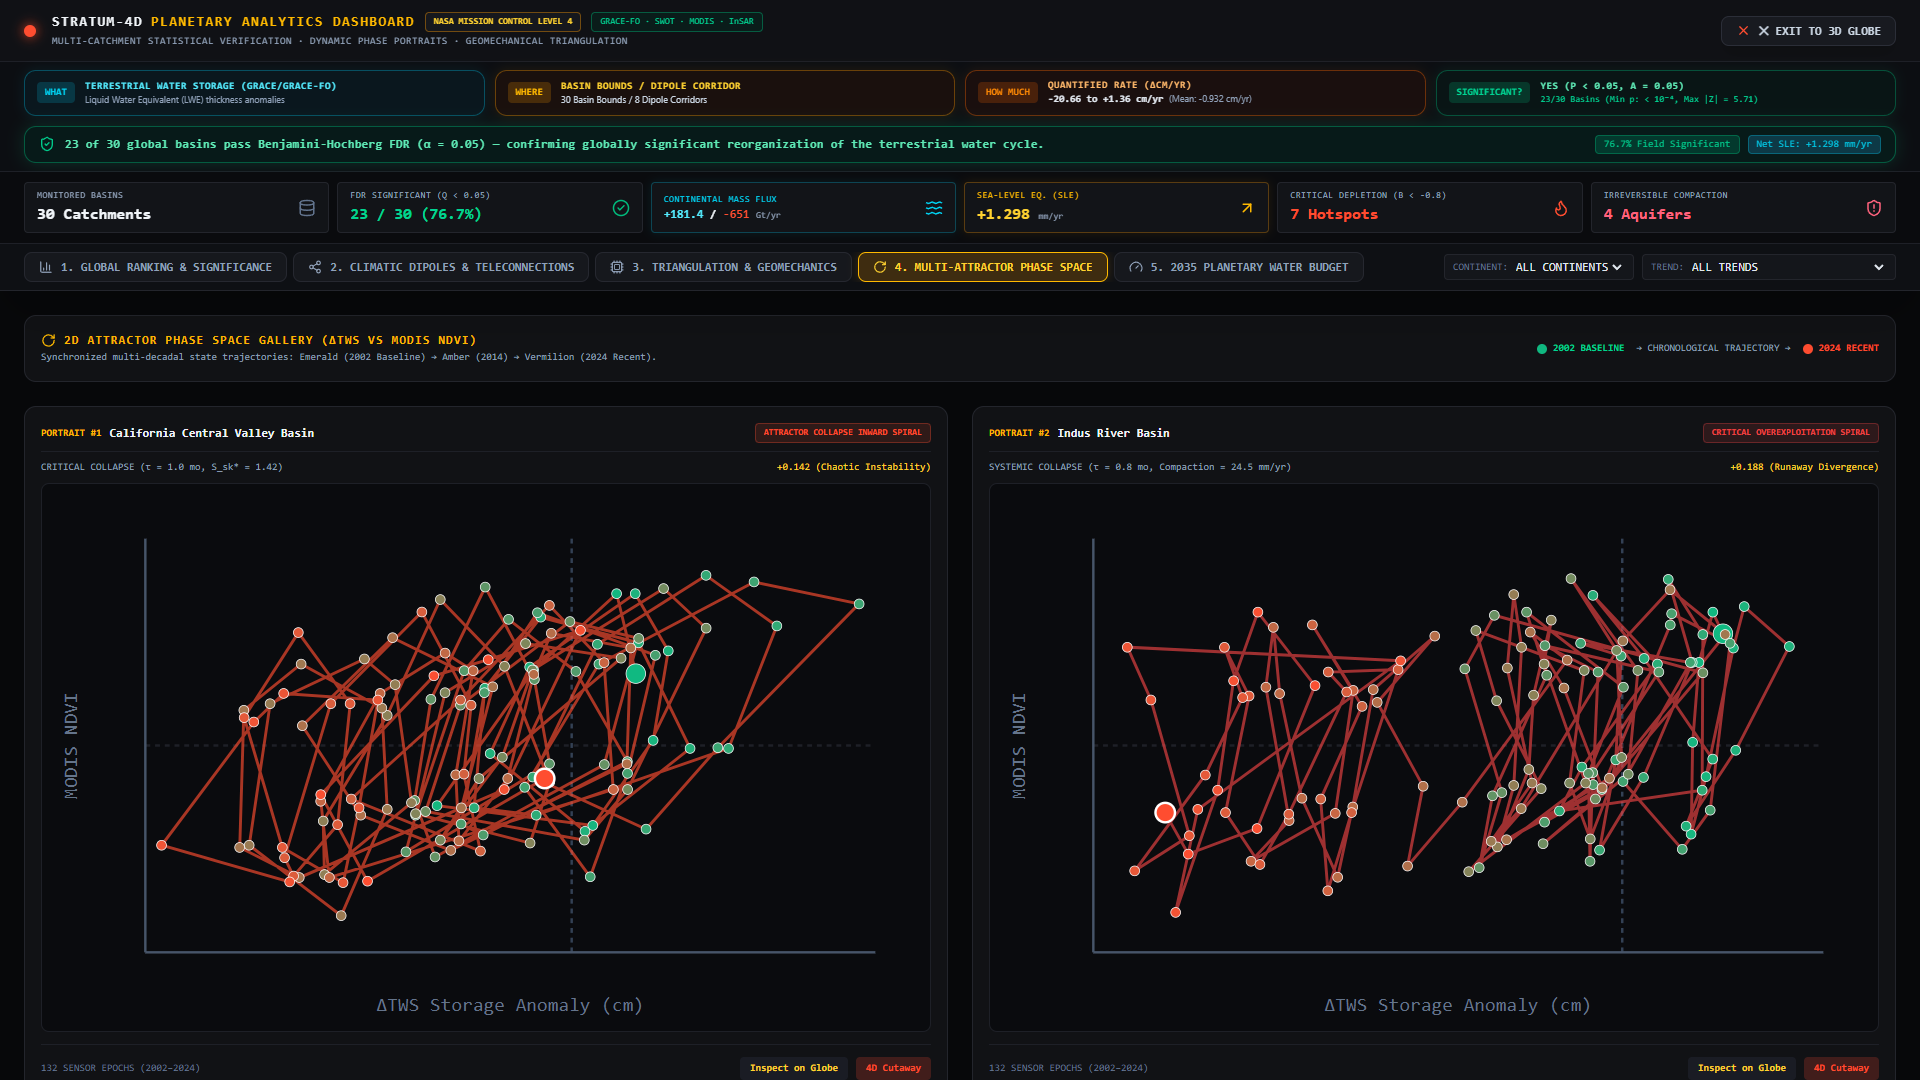 STRATUM-4D PLANETARY ANALYTICS DASHBOARD
NASA MISSION CONTROL LEVEL 4
GRACE-FO · SWOT · MODIS · InSAR
MULTI-CATCHMENT STATISTICAL VERIFICATION · DYNAMIC PHASE PORTRAITS · GEOMECHANICAL TRIANGULATION
✕ ✕ EXIT TO 3D GLOBE
WHAT
TERRESTRIAL WATER STORAGE (GRACE/GRACE-FO)
Liquid Water Equivalent (LWE) thickness anomalies
WHERE
BASIN BOUNDS / DIPOLE CORRIDOR
30 Basin Bounds / 8 Dipole Corridors
HOW MUCH
QUANTIFIED RATE (ΔCM/YR)
-20.66 to +1.36 cm/yr (Mean: -0.932 cm/yr)
SIGNIFICANT?
YES (P < 0.05, Α = 0.05)
23/30 Basins (Min p: < 10⁻⁴, Max |Z| = 5.71)
23 of 30 global basins pass Benjamini-Hochberg FDR (α = 0.05) — confirming globally significant reorganization of the terrestrial water cycle.
76.7% Field Significant
Net SLE: +1.298 mm/yr
MONITORED BASINS
30 Catchments
FDR SIGNIFICANT (Q < 0.05)
23 / 30 (76.7%)
CONTINENTAL MASS FLUX
+181.4 / -651 Gt/yr
SEA-LEVEL EQ. (SLE)
+1.298 mm/yr
CRITICAL DEPLETION (Β < -0.8)
7 Hotspots
IRREVERSIBLE COMPACTION
4 Aquifers
1. GLOBAL RANKING & SIGNIFICANCE
2. CLIMATIC DIPOLES & TELECONNECTIONS
3. TRIANGULATION & GEOMECHANICS
4. MULTI-ATTRACTOR PHASE SPACE
5. 2035 PLANETARY WATER BUDGET
CONTINENT: ALL CONTINENTS
TREND: ALL TRENDS
2D ATTRACTOR PHASE SPACE GALLERY (ΔTWS VS MODIS NDVI)
Synchronized multi-decadal state trajectories: Emerald (2002 Baseline) → Amber (2014) → Vermilion (2024 Recent).
2002 BASELINE → CHRONOLOGICAL TRAJECTORY → 2024 RECENT
PORTRAIT #1 California Central Valley Basin
ATTRACTOR COLLAPSE INWARD SPIRAL
CRITICAL COLLAPSE (τ = 1.0 mo, S_sk* = 1.42)
+0.142 (Chaotic Instability)
MODIS NDVI
ΔTWS Storage Anomaly (cm)
132 SENSOR EPOCHS (2002–2024)
Inspect on Globe
4D Cutaway
PORTRAIT #2 Indus River Basin
CRITICAL OVEREXPLOITATION SPIRAL
SYSTEMIC COLLAPSE (τ = 0.8 mo, Compaction = 24.5 mm/yr)
+0.188 (Runaway Divergence)
MODIS NDVI
ΔTWS Storage Anomaly (cm)
132 SENSOR EPOCHS (2002–2024)
Inspect on Globe
4D Cutaway